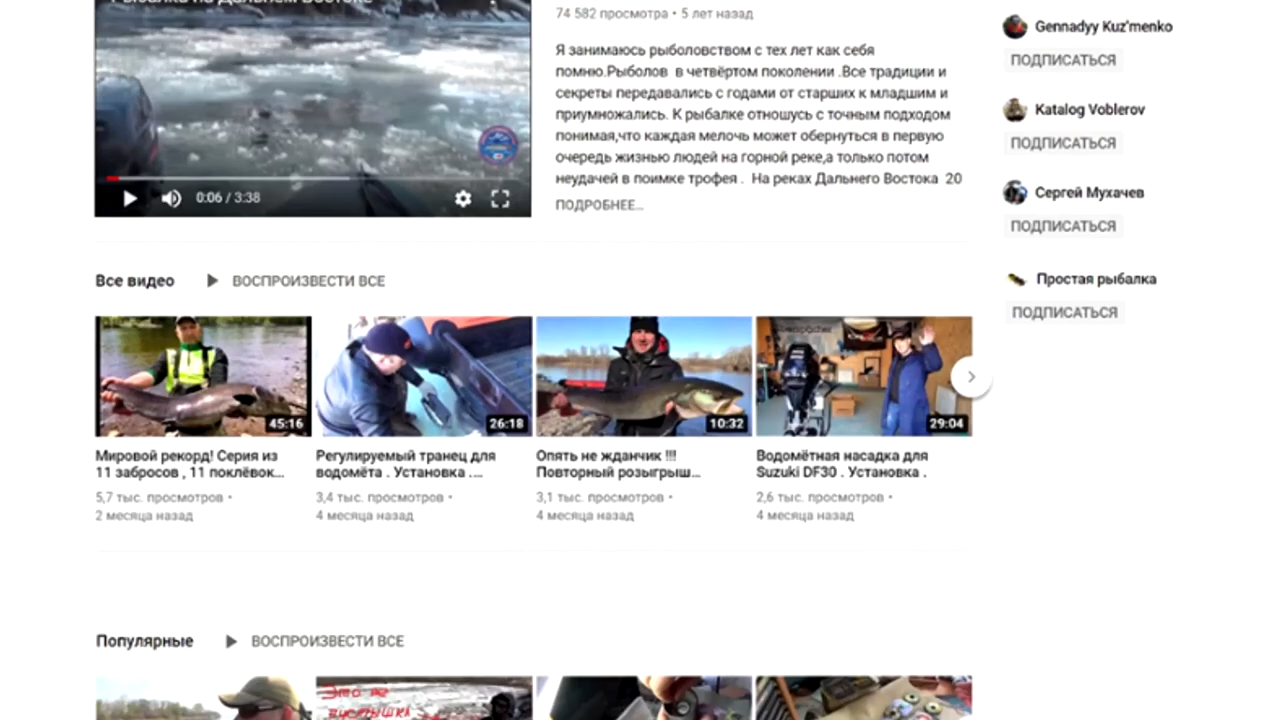 Рыбалка на Дальнем Востоке
0:06 / 3:38
74 582 просмотра • 5 лет назад
Я занимаюсь рыболовством с тех лет как себя
помню.Рыболов в четвёртом поколении .Все традиции и
секреты передавались с годами от старших к младшим и
приумножались. К рыбалке отношусь с точным подходом
понимая,что каждая мелочь может обернуться в первую
очередь жизнью людей на горной реке,а только потом
неудачей в поимке трофея . На реках Дальнего Востока 20
ПОДРОБНЕЕ...
Gennadyy Kuz'menko
ПОДПИСАТЬСЯ
Katalog Voblerov
ПОДПИСАТЬСЯ
Сергей Мухачев
ПОДПИСАТЬСЯ
Простая рыбалка
ПОДПИСАТЬСЯ
Все видео ВОСПРОИЗВЕСТИ ВСЕ
45:16
26:18
10:32
29:04
Мировой рекорд! Серия из
11 забросов , 11 поклёвок...
5,7 тыс. просмотров •
2 месяца назад
Регулируемый транец для
водомёта . Установка ....
3,4 тыс. просмотров •
4 месяца назад
Опять не жданчик !!!
Повторный розыгрыш...
3,1 тыс. просмотров •
4 месяца назад
Водомётная насадка для
Suzuki DF30 . Установка .
2,6 тыс. просмотров •
4 месяца назад
Популярные ВОСПРОИЗВЕСТИ ВСЕ
Это не
пустышка